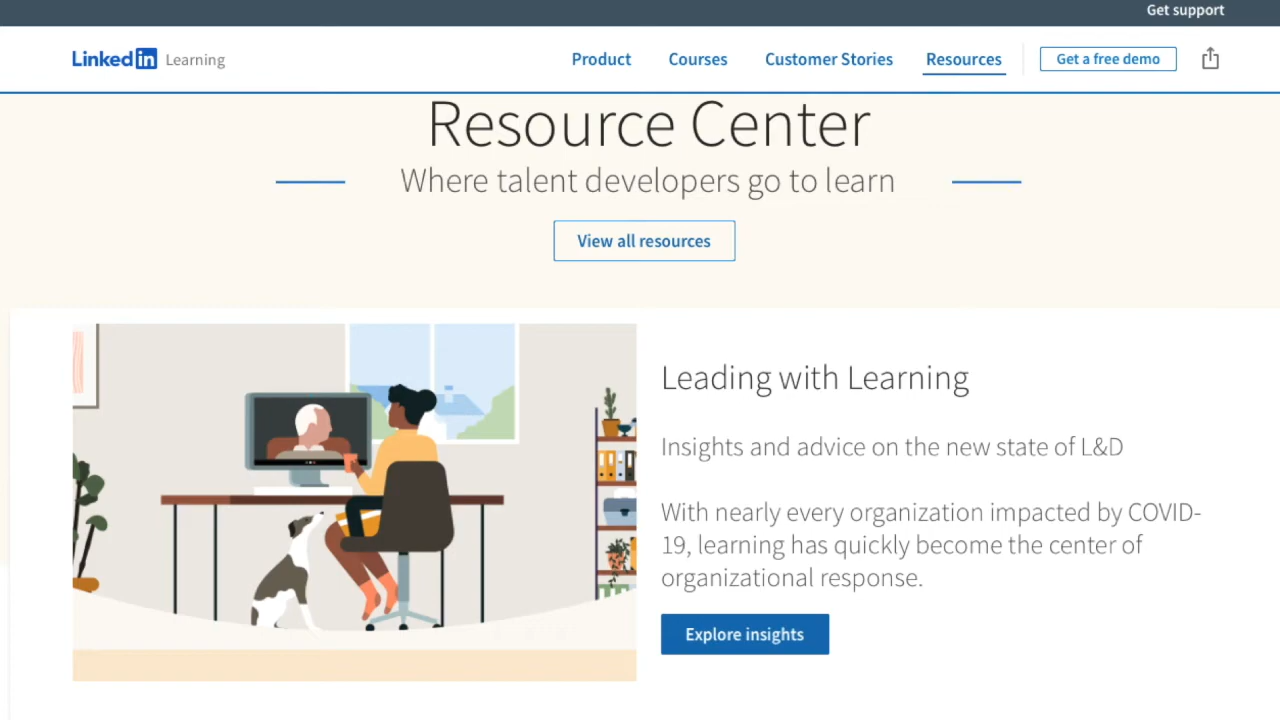 Get support
LinkedIn Learning
Product Courses Customer Stories Resources Get a free demo
Resource Center
Where talent developers go to learn
View all resources
Leading with Learning
Insights and advice on the new state of L&D
With nearly every organization impacted by COVID-
19, learning has quickly become the center of
organizational response.
Explore insights